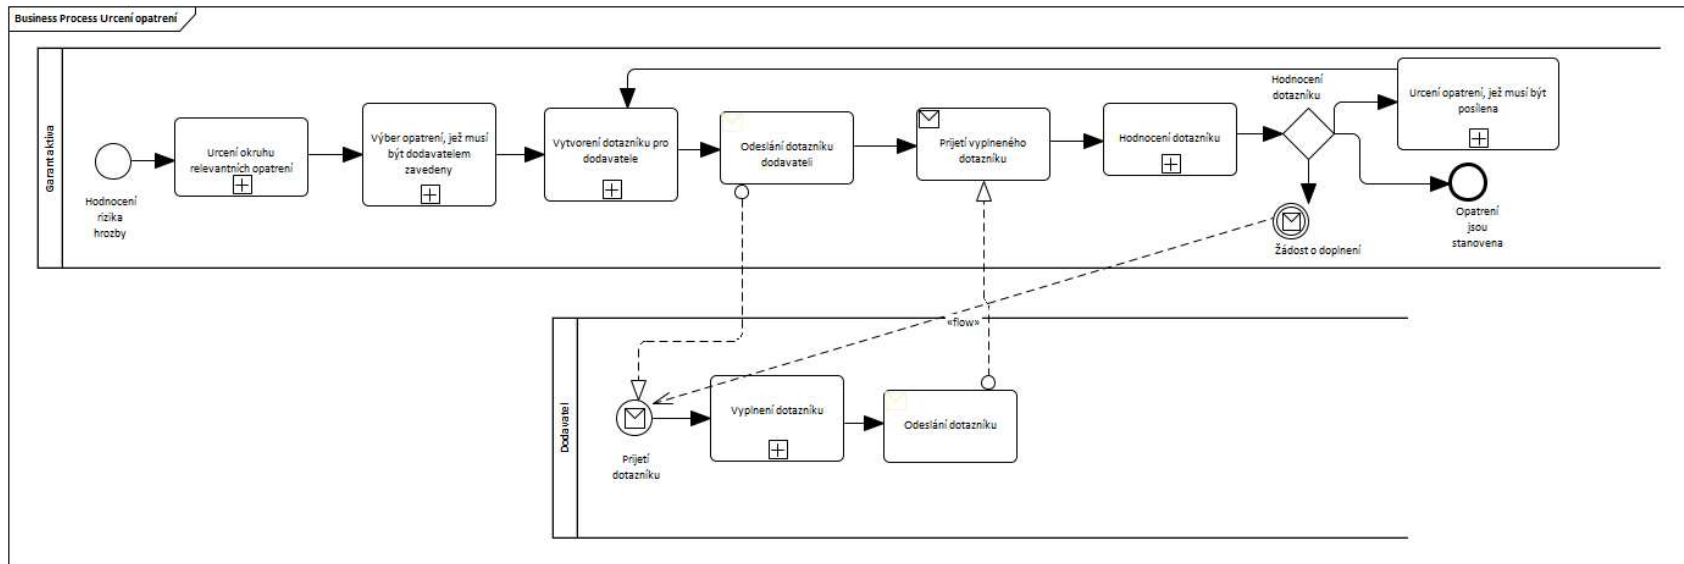 Business Process Urcení opatrení
Garant aktiva
Hodnocení
rizika
hrozby
Urcení okruhu
relevantních opatrení
Výber opatrení, jež musí
být dodavatelem
zavedeny
Vytvorení dotazníku pro
dodavatele
Odeslání dotazníku
dodavateli
Prijetí vyplneného
dotazníku
Hodnocení dotazníku
Hodnocení
dotazníku
Urcení opatrení, jež musí být
posílena
Opatrení
jsou
stanovena
Žádost o doplnení
«flow»
Dodavatel
Prijetí
dotazníku
Vyplnení dotazníku
Odeslání dotazníku